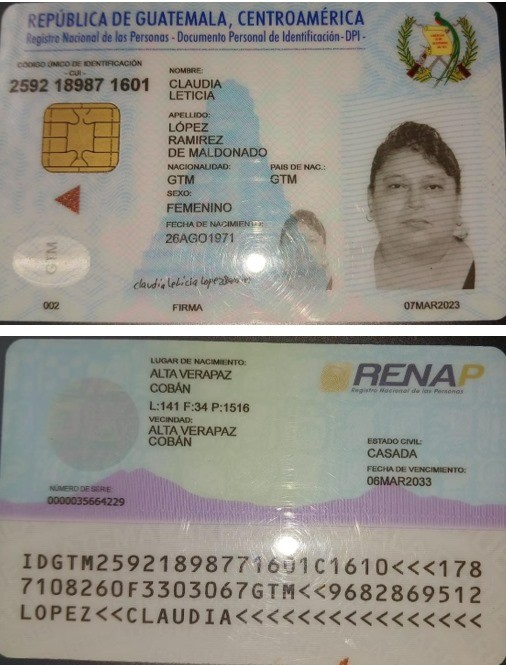 REPÚBLICA DE GUATEMALA, CENTROAMÉRICA
Registro Nacional de las Personas - Documento Personal de Identificación - DPI -
CÓDIGO ÚNICO DE IDENTIFICACIÓN
- CUI -
2592 18987 1601
NOMBRE:
CLAUDIA
LETICIA
APELLIDO:
LÓPEZ
RAMIREZ
DE MALDONADO
NACIONALIDAD: PAIS DE NAC.:
GTM GTM
SEXO:
FEMENINO
FECHA DE NACIMIENTO:
26AGO1971
GTM
claudia leticia lopez
002 FIRMA 07MAR2023
LUGAR DE NACIMIENTO:
ALTA VERAPAZ
COBÁN
L:141 F:34 P:1516
VECINDAD:
ALTA VERAPAZ
COBÁN
RENAP
Registro Nacional de las Personas
ESTADO CIVIL:
CASADA
FECHA DE VENCIMIENTO:
06MAR2033
NÚMERO DE SERIE:
0000035664229
IDGTM259218987716​01C1610<<<178
7108260F3303067GTM<<9682869512
LOPEZ<<CLAUDIA<<<<<<<<<<<<<<<<